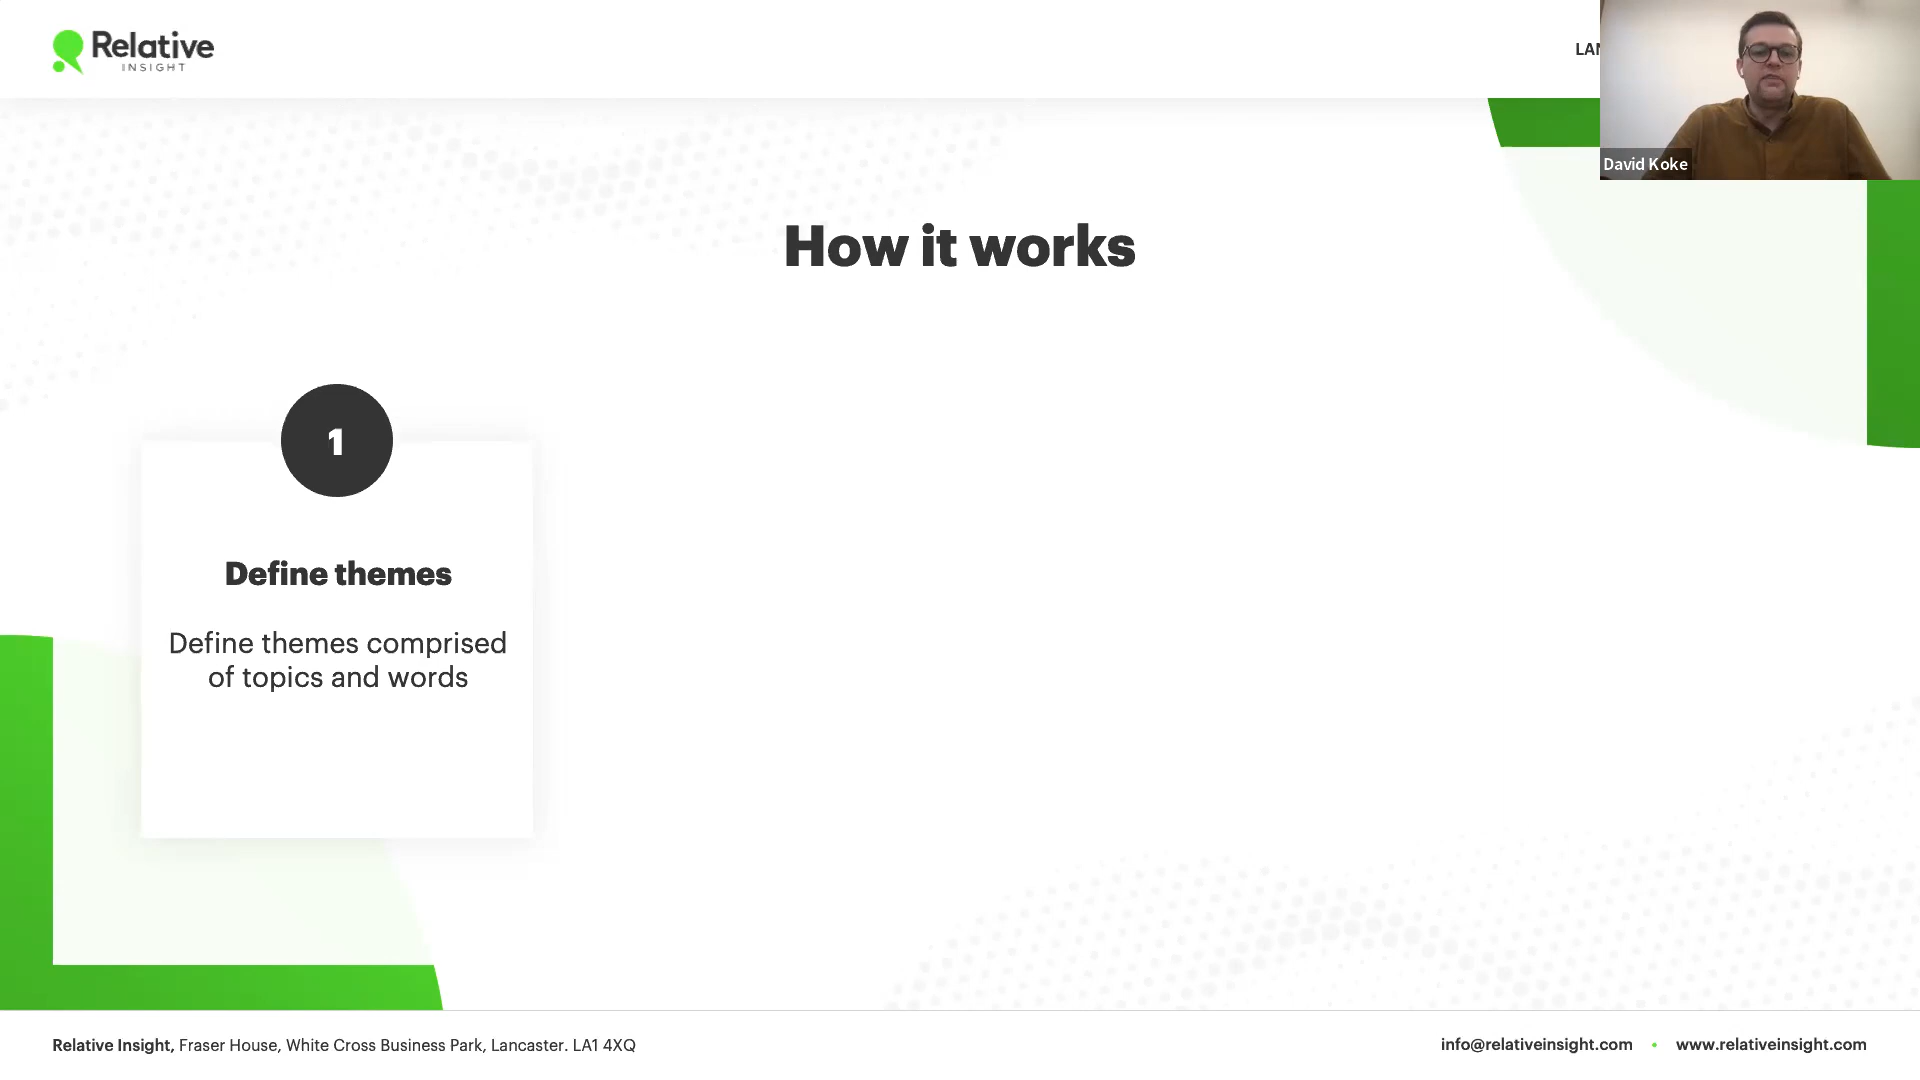 Relative
INSIGHT
LAN
David Koke
How it works
1
Define themes
Define themes comprised
of topics and words
Relative Insight, Fraser House, White Cross Business Park, Lancaster. LA1 4XQ
info@relativeinsight.com • www.relativeinsight.com